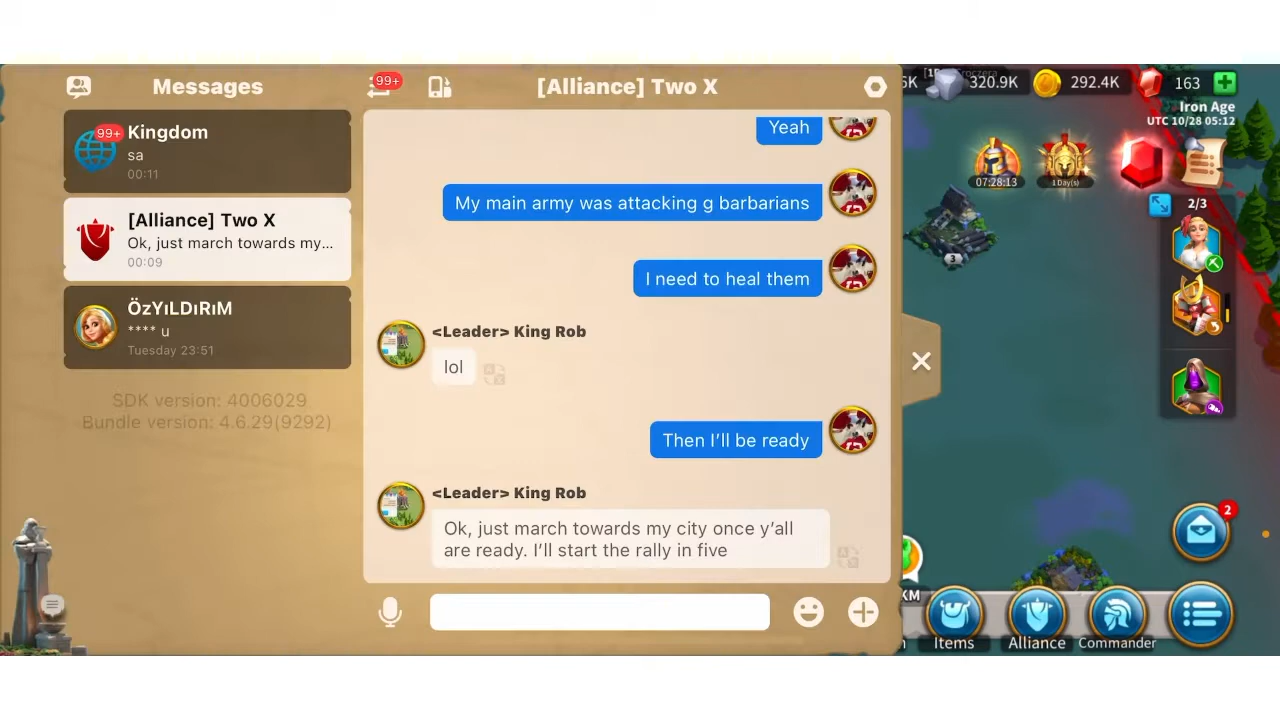 Messages
99+
Kingdom
sa
00:11
[Alliance] Two X
Ok, just march towards my...
00:09
ÖzYıLDıRıM
**** u
Tuesday 23:51
SDK version: 4006029
Bundle version: 4.6.29(9292)
99+
[Alliance] Two X
Yeah
My main army was attacking g barbarians
I need to heal them
<Leader> King Rob
lol
Then I’ll be ready
<Leader> King Rob
Ok, just march towards my city once y’all
are ready. I’ll start the rally in five
320.9K
292.4K
163
Iron Age
UTC 10/28 05:12
07:28:13
1 Day(s)
2/3
3
2
KM
Items
Alliance
Commander